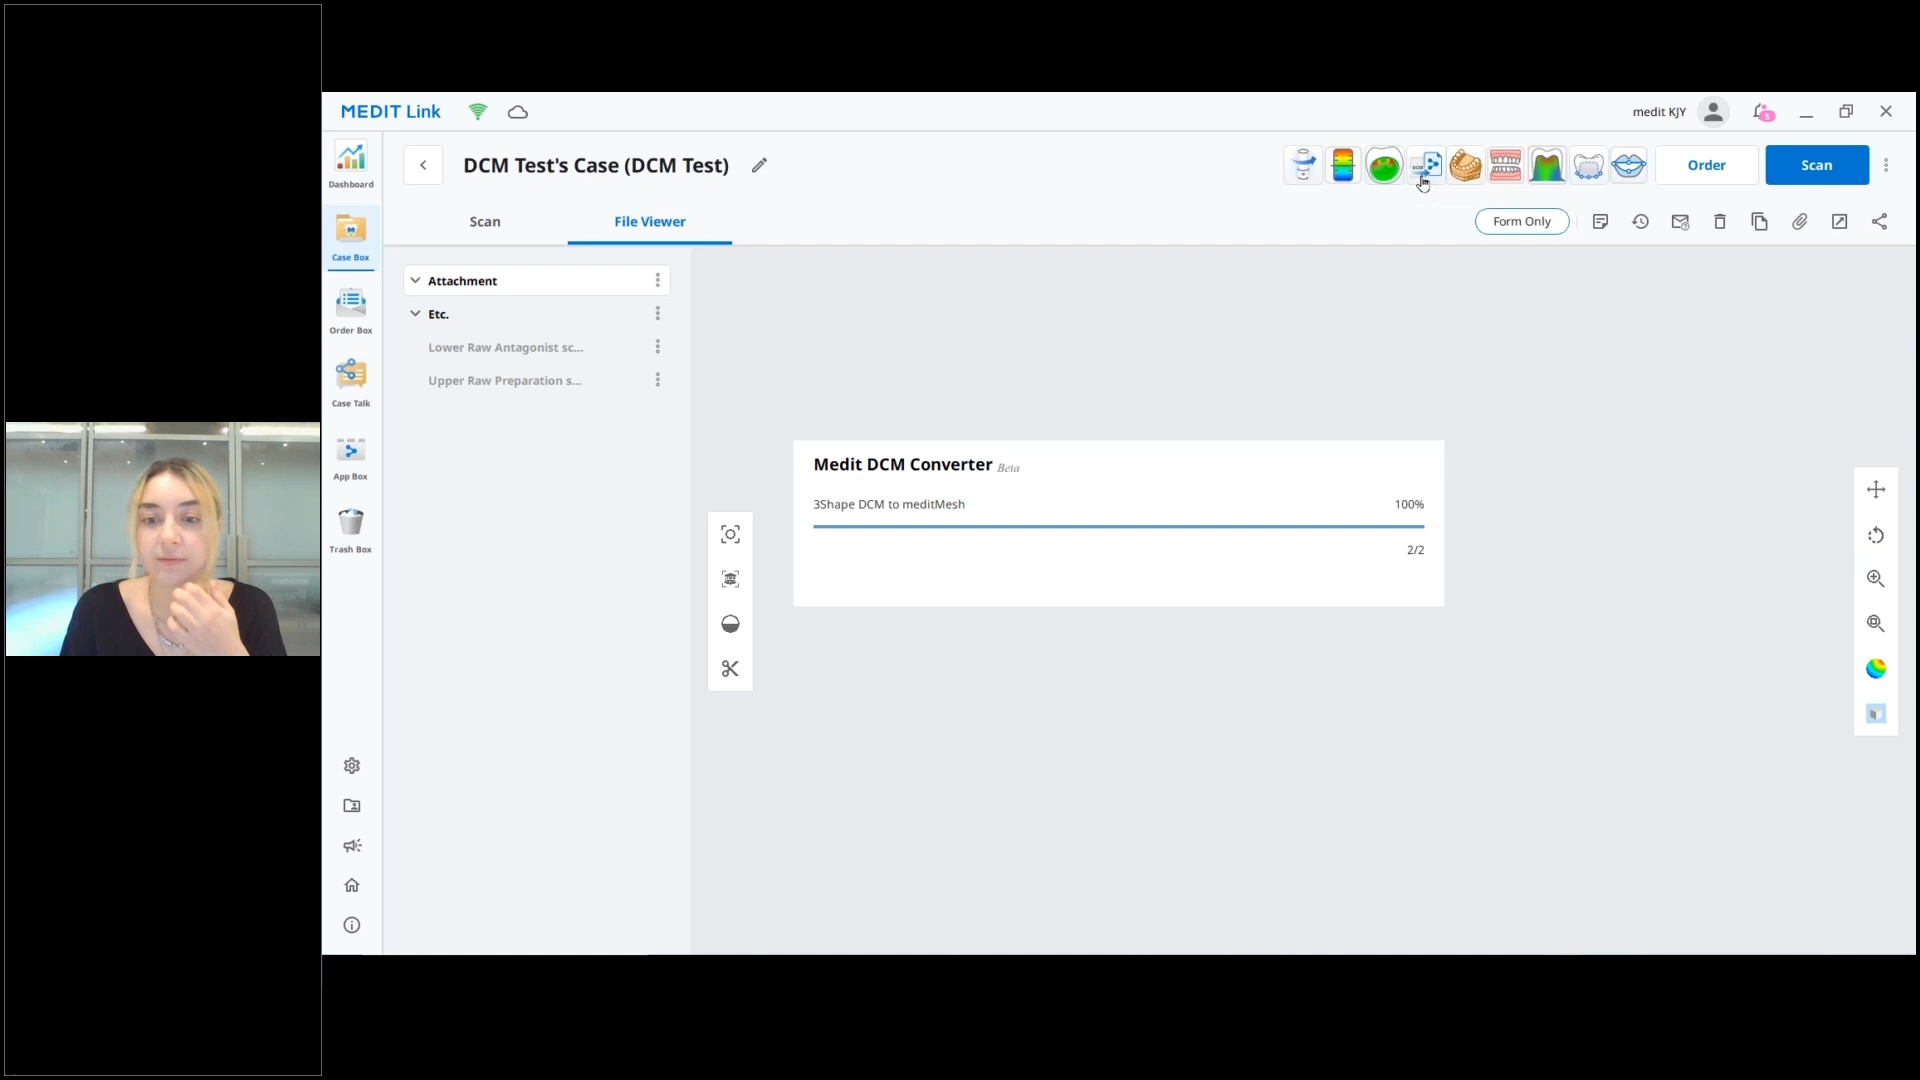 MEDIT Link
medit KJY
5
Dashboard
Case Box
Order Box
Case Talk
App Box
Trash Box
DCM Test's Case (DCM Test)
Order
Scan
Scan
File Viewer
Form Only
Attachment
Etc.
Lower Raw Antagonist sc...
Upper Raw Preparation s...
Medit DCM Converter Beta
3Shape DCM to meditMesh
100%
2/2